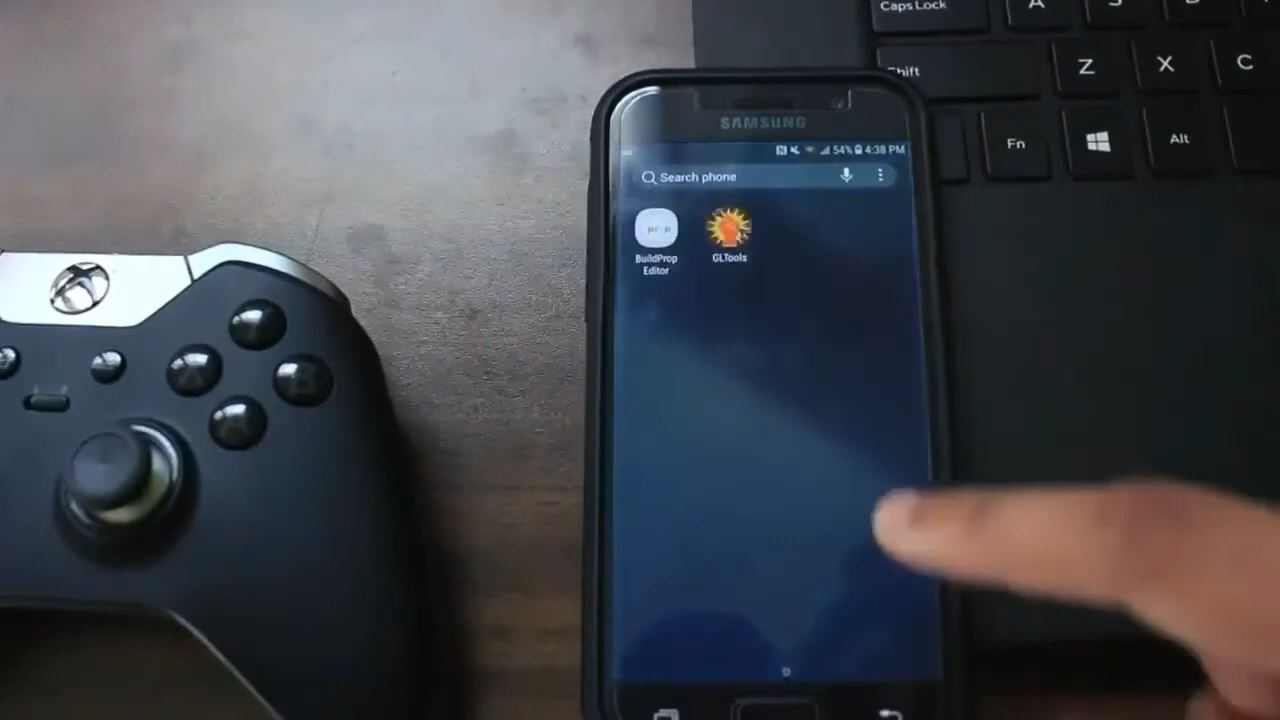 Caps Lock
A
Shift
Z
X
C
Fn
Alt
SAMSUNG
54% 4:38 PM
Search phone
BuildProp
Editor
GLTools